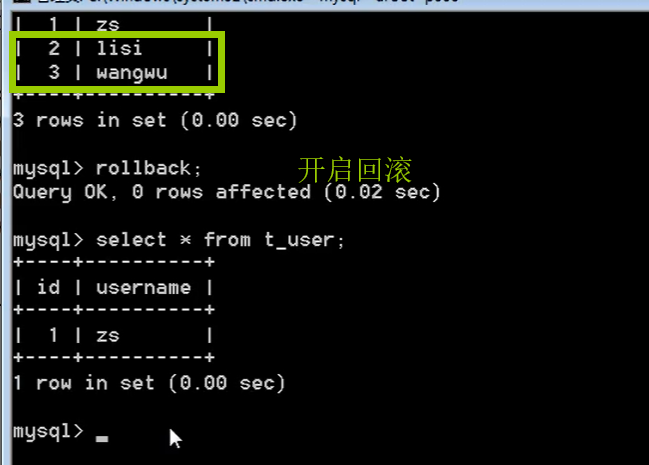 | 1 | zs |
| 2 | lisi |
| 3 | wangwu |
+----+----------+
3 rows in set (0.00 sec)
mysql> rollback; 开启回滚
Query OK, 0 rows affected (0.02 sec)
mysql> select * from t_user;
+----+----------+
| id | username |
+----+----------+
| 1 | zs |
+----+----------+
1 row in set (0.00 sec)
mysql>